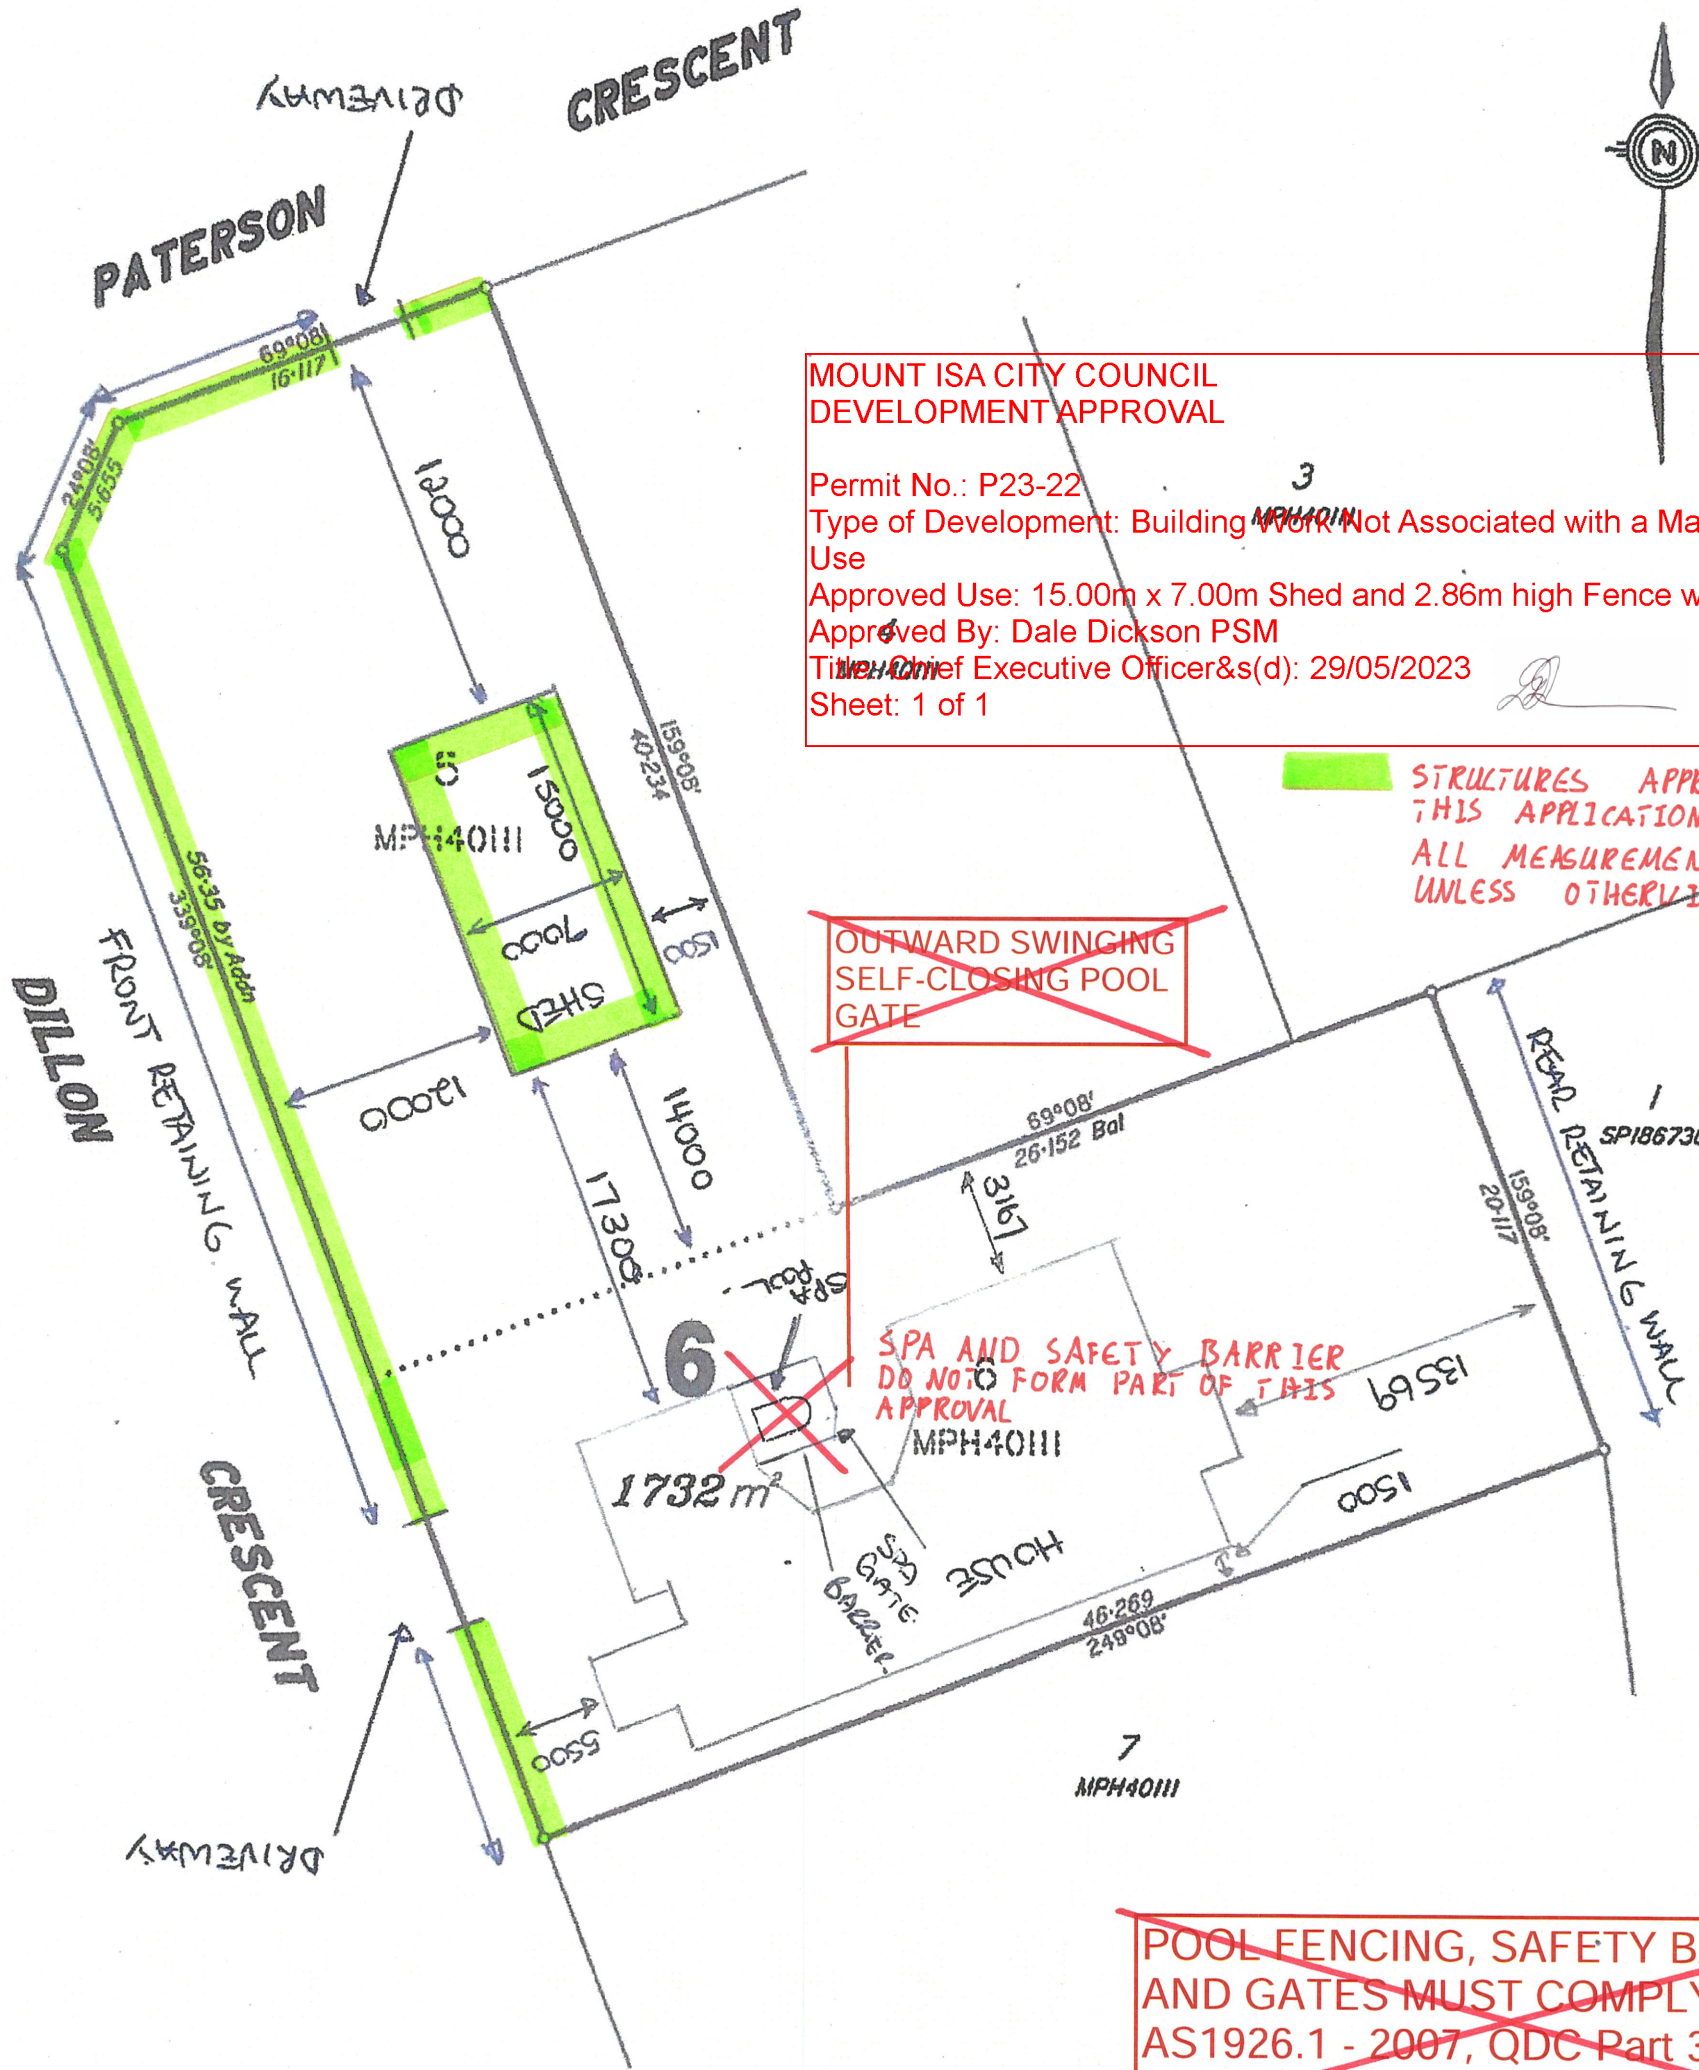 DRIVEWAY
CRESCENT
PATERSON
N
69°08'
16·117
24°08'
5·655
12000
MOUNT ISA CITY COUNCIL
DEVELOPMENT APPROVAL
Permit No.: P23-22
Type of Development: Building Work Not Associated with a Ma
Use
Approved Use: 15.00m x 7.00m Shed and 2.86m high Fence w
Approved By: Dale Dickson PSM
Title: Chief Executive Officer&s(d): 29/05/2023
Sheet: 1 of 1
3
MPH40111
4
MPH40111
159°08'
40·234
5
MPH40111
15000
7000
SHED
1500
STRUCTURES APPR
THIS APPLICATION
ALL MEASUREMEN
UNLESS OTHERWI
56·35 by Addn
339°08'
FRONT RETAINING WALL
DILLON
CRESCENT
12000
14000
17300
OUTWARD SWINGING
SELF-CLOSING POOL
GATE
69°08'
26·152 Bal
3167
REAR RETAINING WALL
1
SP186730
159°08'
20·117
SPA
POOL
6
SPA AND SAFETY BARRIER
DO NOT FORM PART OF THIS
APPROVAL
6
MPH40111
1732 m²
13569
1500
SPA
GATE
BARRIER
HOUSE
46·269
249°08'
5500
DRIVEWAY
7
MPH40111
POOL FENCING, SAFETY B
AND GATES MUST COMPLY
AS1926.1 - 2007, QDC Part 3